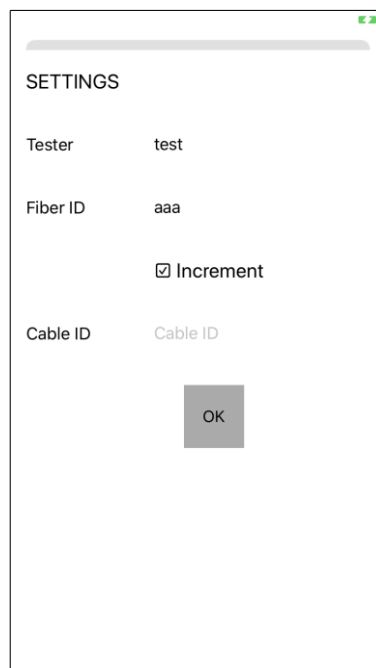 SETTINGS
Tester test
Fiber ID aaa
Increment
Cable ID Cable ID
OK